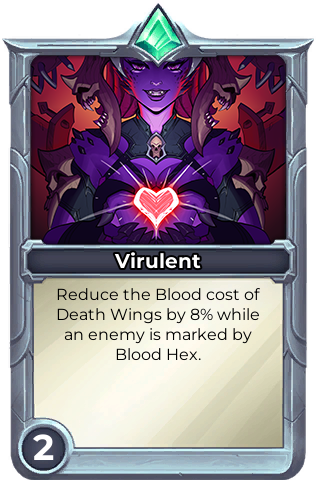 Virulent
Reduce the Blood cost of
Death Wings by 8% while
an enemy is marked by
Blood Hex.
2